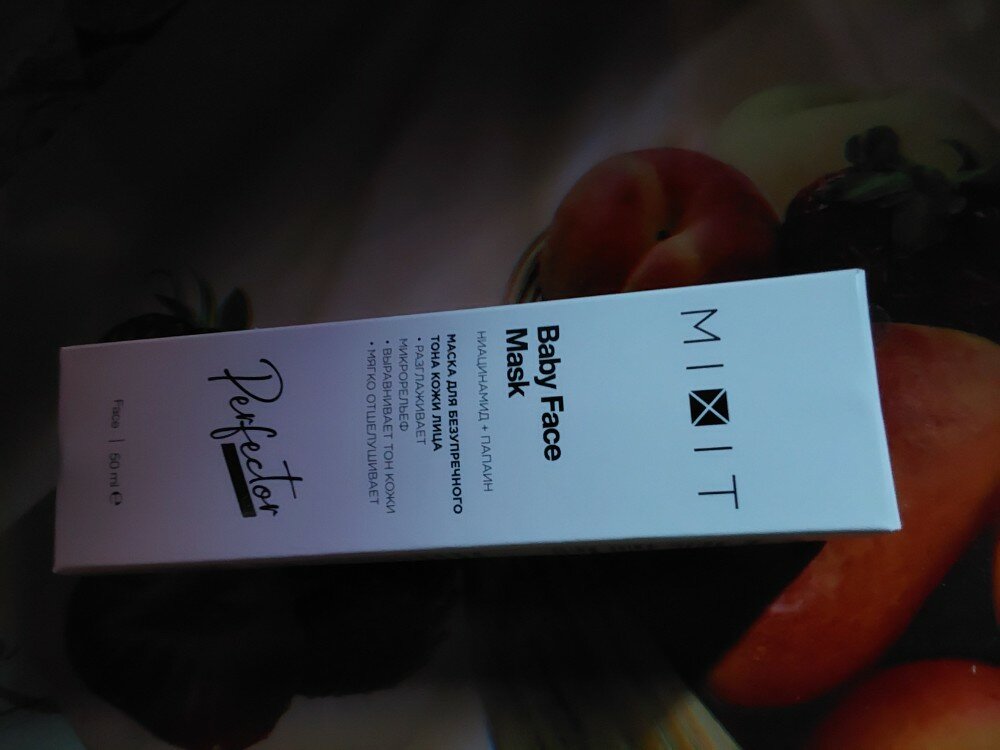 MIXIT
Baby Face
Mask
НИАЦИНАМИД + ПАПАИН
МАСКА ДЛЯ БЕЗУПРЕЧНОГО
ТОНА КОЖИ ЛИЦА
• РАЗГЛАЖИВАЕТ
МИКРОРЕЛЬЕФ
• ВЫРАВНИВАЕТ ТОН КОЖИ
• МЯГКО ОТШЕЛУШИВАЕТ
Perfector
Face | 50 ml ℮